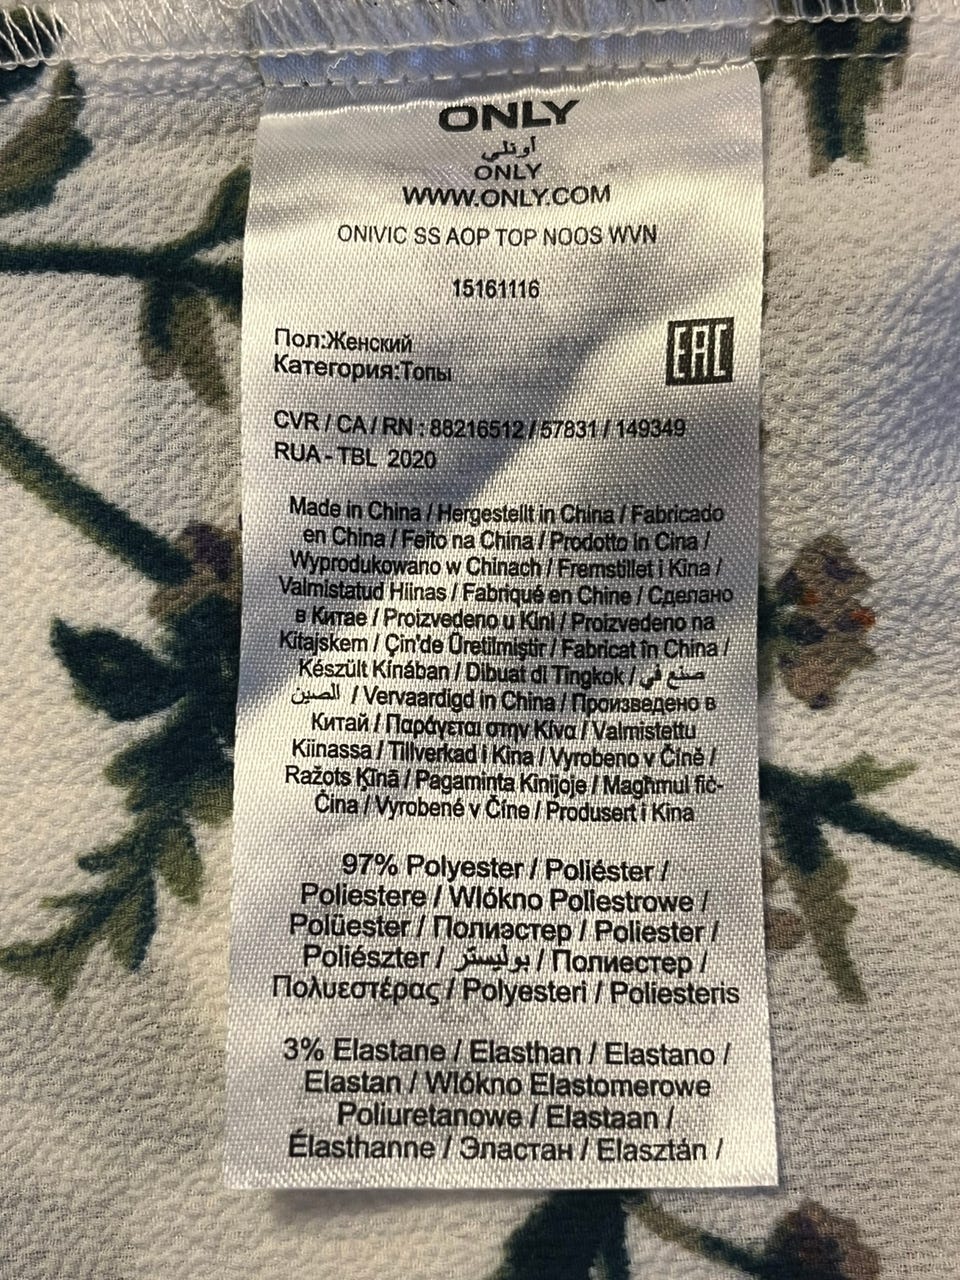 ONLY
أونلي
ONLY
WWW.ONLY.COM
ONIVIC SS AOP TOP NOOS WVN
15161116
Пол:Женский
Категория:Топы
EAC
CVR / CA / RN : 88216512 / 57831 / 149349
RUA - TBL 2020
Made in China / Hergestellt in China / Fabricado
en China / Feito na China / Prodotto in Cina /
Wyprodukowano w Chinach / Fremstillet i Kina /
Valmistatud Hiinas / Fabriqué en Chine / Сделано
в Китае / Proizvedeno u Kini / Proizvedeno na
Kitajskem / Çin'de Üretilmiştir / Fabricat în China /
Készült Kínában / Dibuat di Tingkok / صنع في
الصين / Vervaardigd in China / Произведено в
Китай / Παράγεται στην Κίνα / Valmistettu
Kiinassa / Tillverkad i Kina / Vyrobeno v Číně /
Ražots Ķīnā / Pagaminta Kinijoje / Magħmul fiċ-
Ċina / Vyrobené v Číne / Produsert i Kina
97% Polyester / Poliéster /
Poliestere / Wlókno Poliestrowe /
Polüester / Полиэстер / Poliester /
Poliészter / بوليستر / Полиестер /
Πολυεστέρας / Polyesteri / Poliesteris
3% Elastane / Elasthan / Elastano /
Elastan / Wlókno Elastomerowe
Poliuretanowe / Elastaan /
Élasthanne / Эластан / Elasztán /